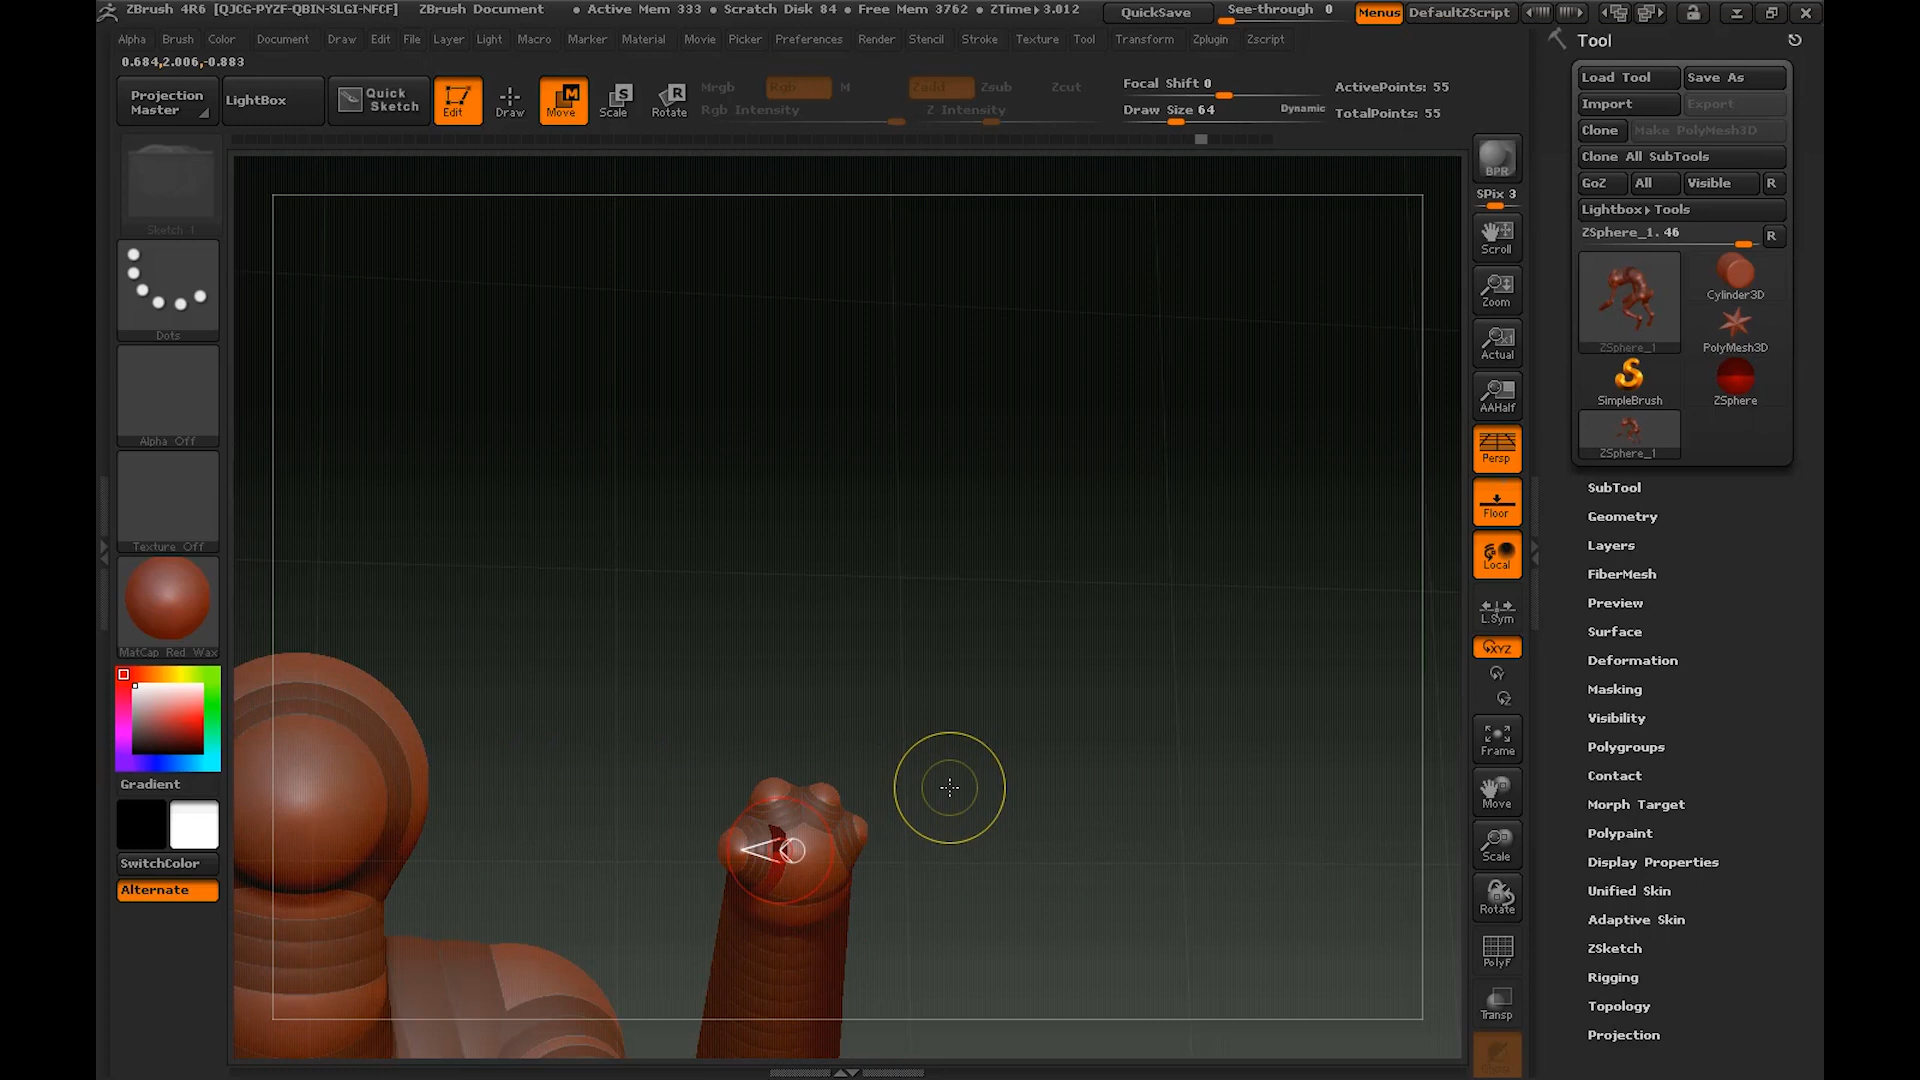 ZBrush 4R6 [QJCG-PYZF-QBIN-SLGI-NFCF] ZBrush Document • Active Mem 333 • Scratch Disk 84 • Free Mem 3762 • ZTime▸3.012 QuickSave See-through 0 Menus DefaultZScript
Alpha Brush Color Document Draw Edit File Layer Light Macro Marker Material Movie Picker Preferences Render Stencil Stroke Texture Tool Transform Zplugin Zscript
0.684,2.006,-0.883
Projection Master
LightBox
Quick Sketch
Edit
Draw
Move
Scale
Rotate
Mrgb Rgb M
Rgb Intensity
Zadd Zsub Zcut
Z Intensity
Focal Shift 0
Draw Size 64 Dynamic
ActivePoints: 55
TotalPoints: 55
Sketch 1
Dots
Alpha Off
Texture Off
MatCap Red Wax
Gradient
SwitchColor
Alternate
BPR
SPix 3
Scroll
Zoom
Actual
AAHalf
Persp
Floor
Local
L.Sym
XYZ
Y
Z
Frame
Move
Scale
Rotate
PolyF
Transp
Tool
Load Tool Save As
Import Export
Clone Make PolyMesh3D
Clone All SubTools
GoZ All Visible R
Lightbox▸Tools
ZSphere_1. 46 R
ZSphere_1
Cylinder3D
PolyMesh3D
SimpleBrush
ZSphere
ZSphere_1
SubTool
Geometry
Layers
FiberMesh
Preview
Surface
Deformation
Masking
Visibility
Polygroups
Contact
Morph Target
Polypaint
Display Properties
Unified Skin
Adaptive Skin
ZSketch
Rigging
Topology
Projection